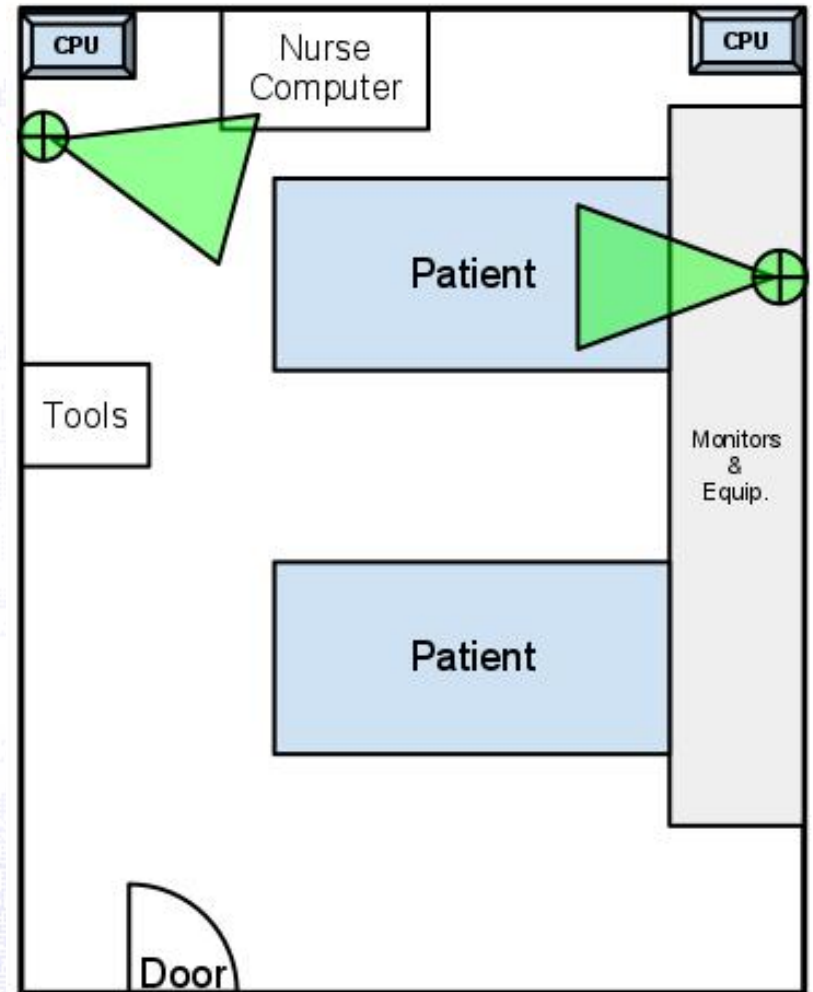 CPU
Nurse
Computer
CPU
Patient
Tools
Monitors
&
Equip.
Patient
Door